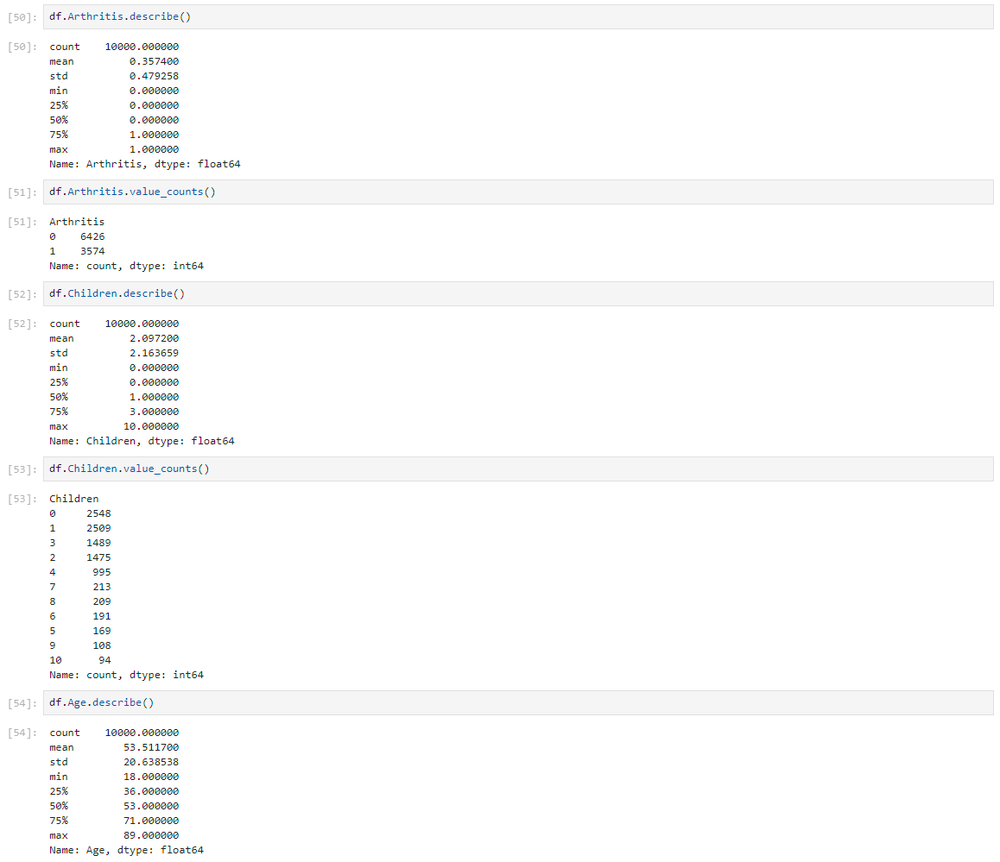 [50]: df.Arthritis.describe()
[50]: count    10000.000000
mean         0.357400
std          0.479258
min          0.000000
25%          0.000000
50%          0.000000
75%          1.000000
max          1.000000
Name: Arthritis, dtype: float64
[51]: df.Arthritis.value_counts()
[51]: Arthritis
0    6426
1    3574
Name: count, dtype: int64
[52]: df.Children.describe()
[52]: count    10000.000000
mean         2.097200
std          2.163659
min          0.000000
25%          0.000000
50%          1.000000
75%          3.000000
max         10.000000
Name: Children, dtype: float64
[53]: df.Children.value_counts()
[53]: Children
0     2548
1     2509
3     1489
2     1475
4      995
7      213
8      209
6      191
5      169
9      108
10      94
Name: count, dtype: int64
[54]: df.Age.describe()
[54]: count    10000.000000
mean        53.511700
std         20.638538
min         18.000000
25%         36.000000
50%         53.000000
75%         71.000000
max         89.000000
Name: Age, dtype: float64